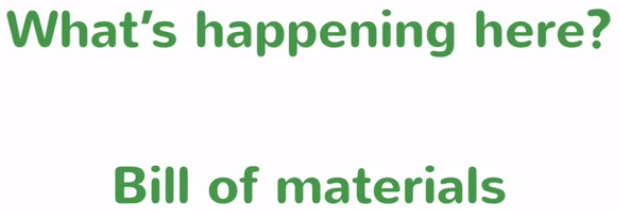 What's happening here?
Bill of materials